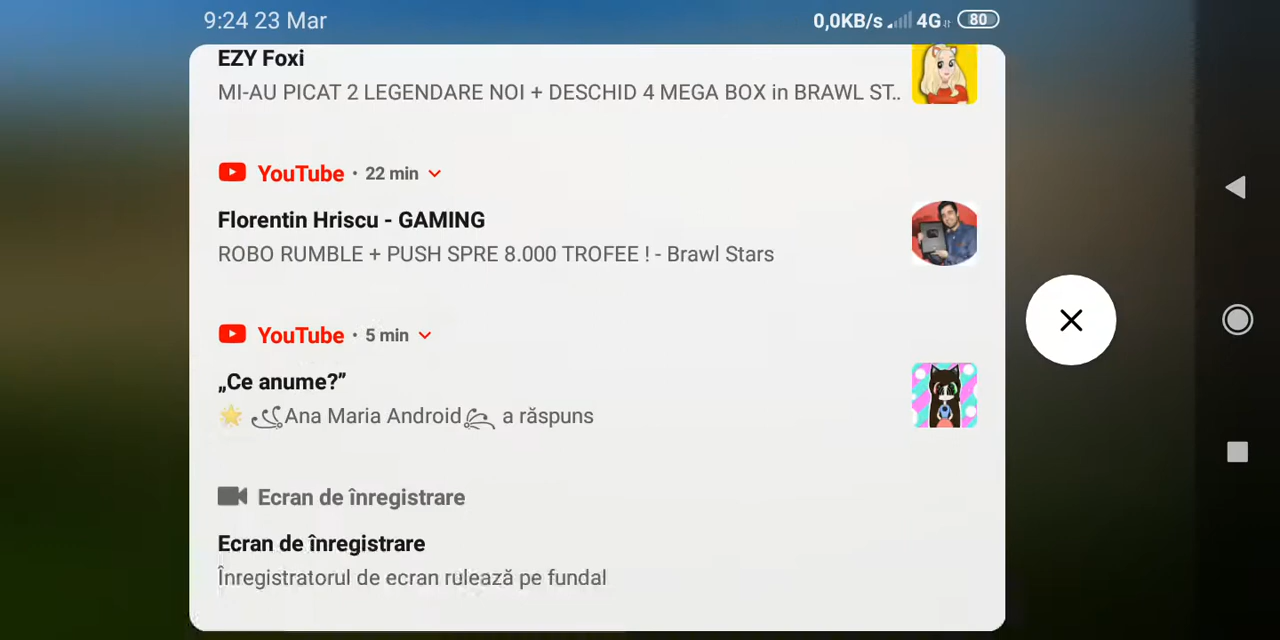 9:24 23 Mar
0,0KB/s 4G 80
EZY Foxi
MI-AU PICAT 2 LEGENDARE NOI + DESCHID 4 MEGA BOX in BRAWL ST..
YouTube • 22 min
Florentin Hriscu - GAMING
ROBO RUMBLE + PUSH SPRE 8.000 TROFEE ! - Brawl Stars
YouTube • 5 min
„Ce anume?”
🌟 ꧁Ana Maria Android꧂ a răspuns
Ecran de înregistrare
Ecran de înregistrare
Înregistratorul de ecran rulează pe fundal